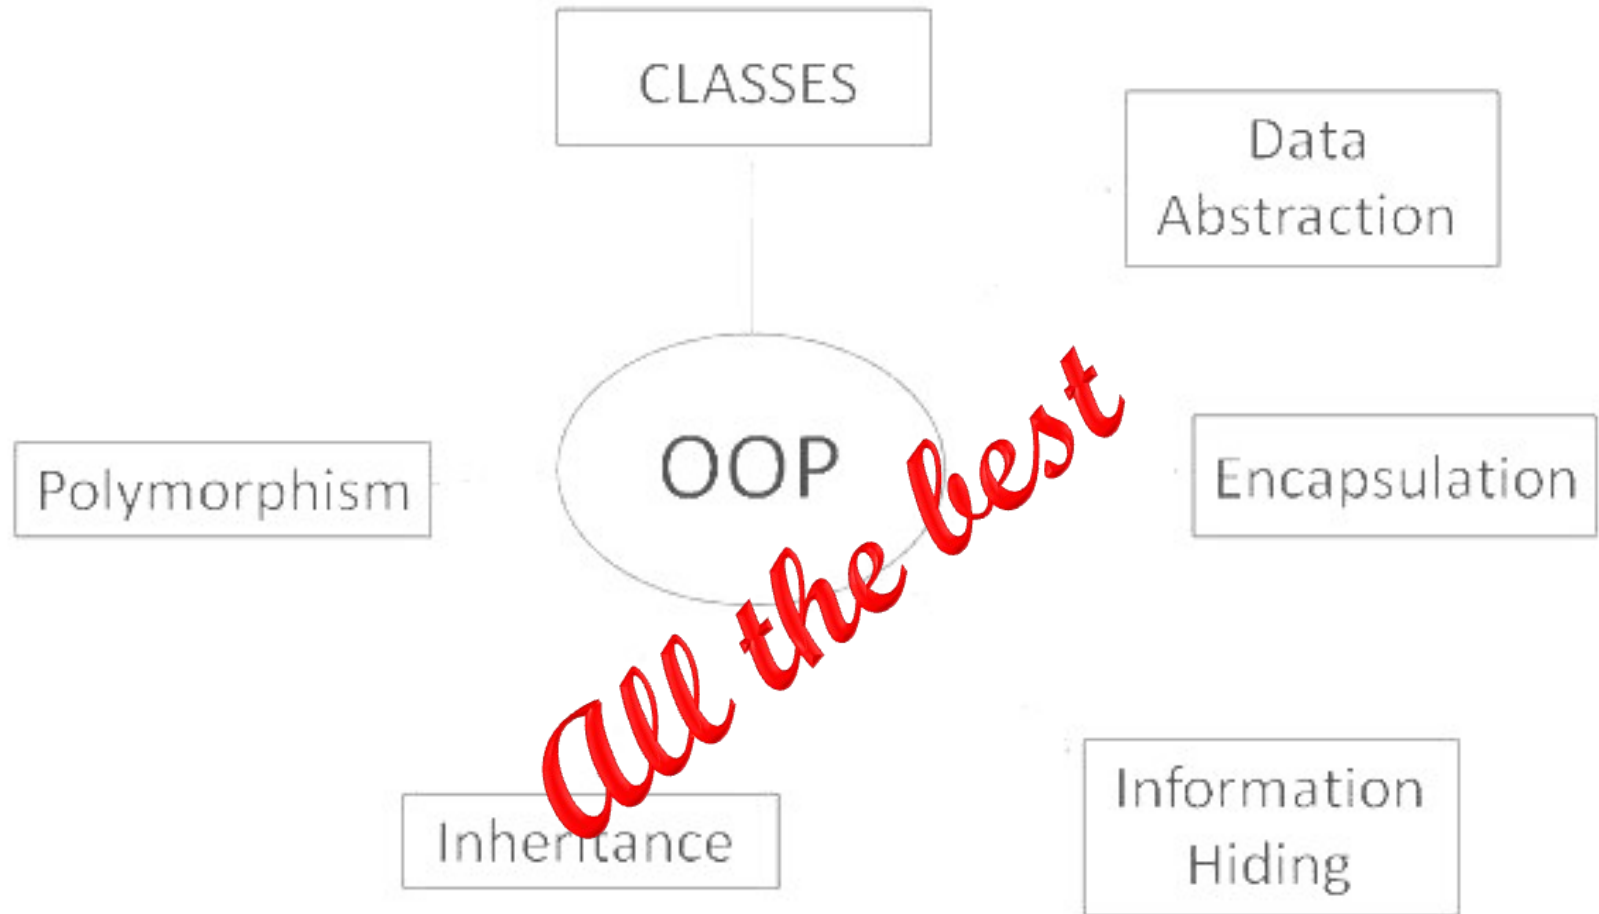 CLASSES
Data
Abstraction
OOP
Polymorphism
Encapsulation
All the best
Inheritance
Information
Hiding